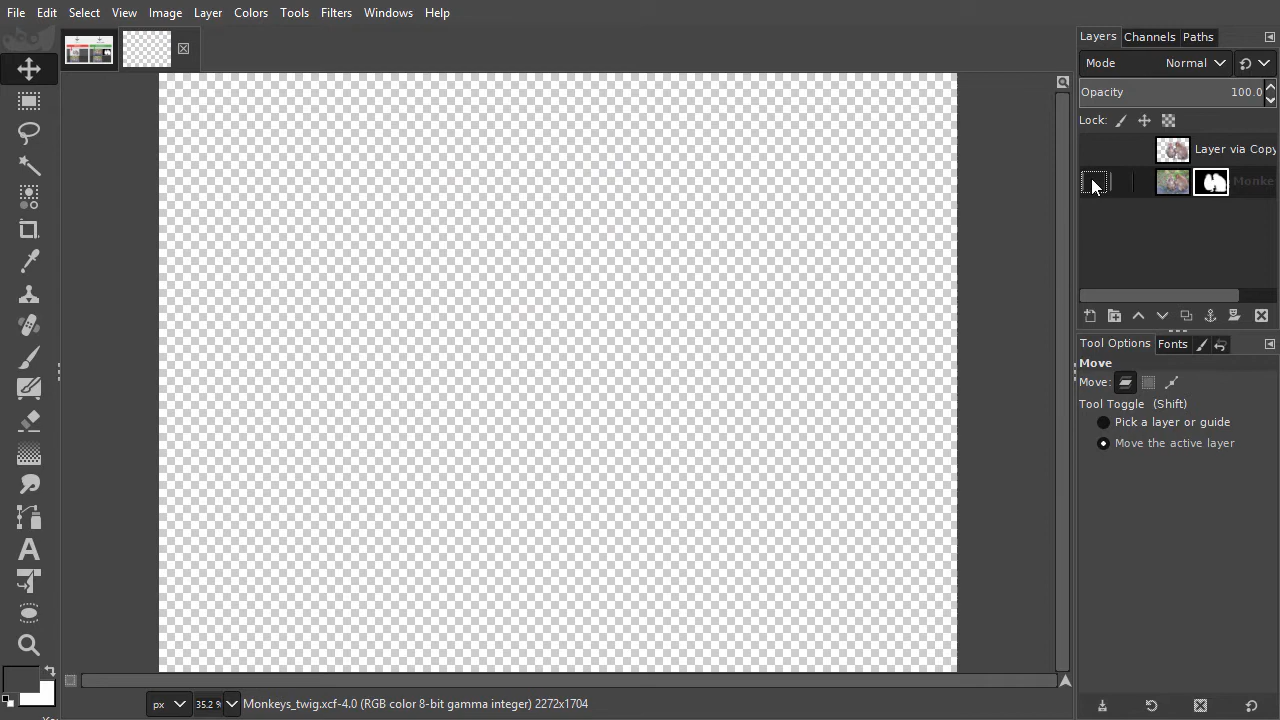 File Edit Select View Image Layer Colors Tools Filters Windows Help
Layers Channels Paths
Mode Normal
Opacity 100.0
Lock:
Layer via Copy
Monke
Tool Options Fonts
Move
Move:
Tool Toggle (Shift)
Pick a layer or guide
Move the active layer
px 35.2 % Monkeys_twig.xcf-4.0 (RGB color 8-bit gamma integer) 2272x1704